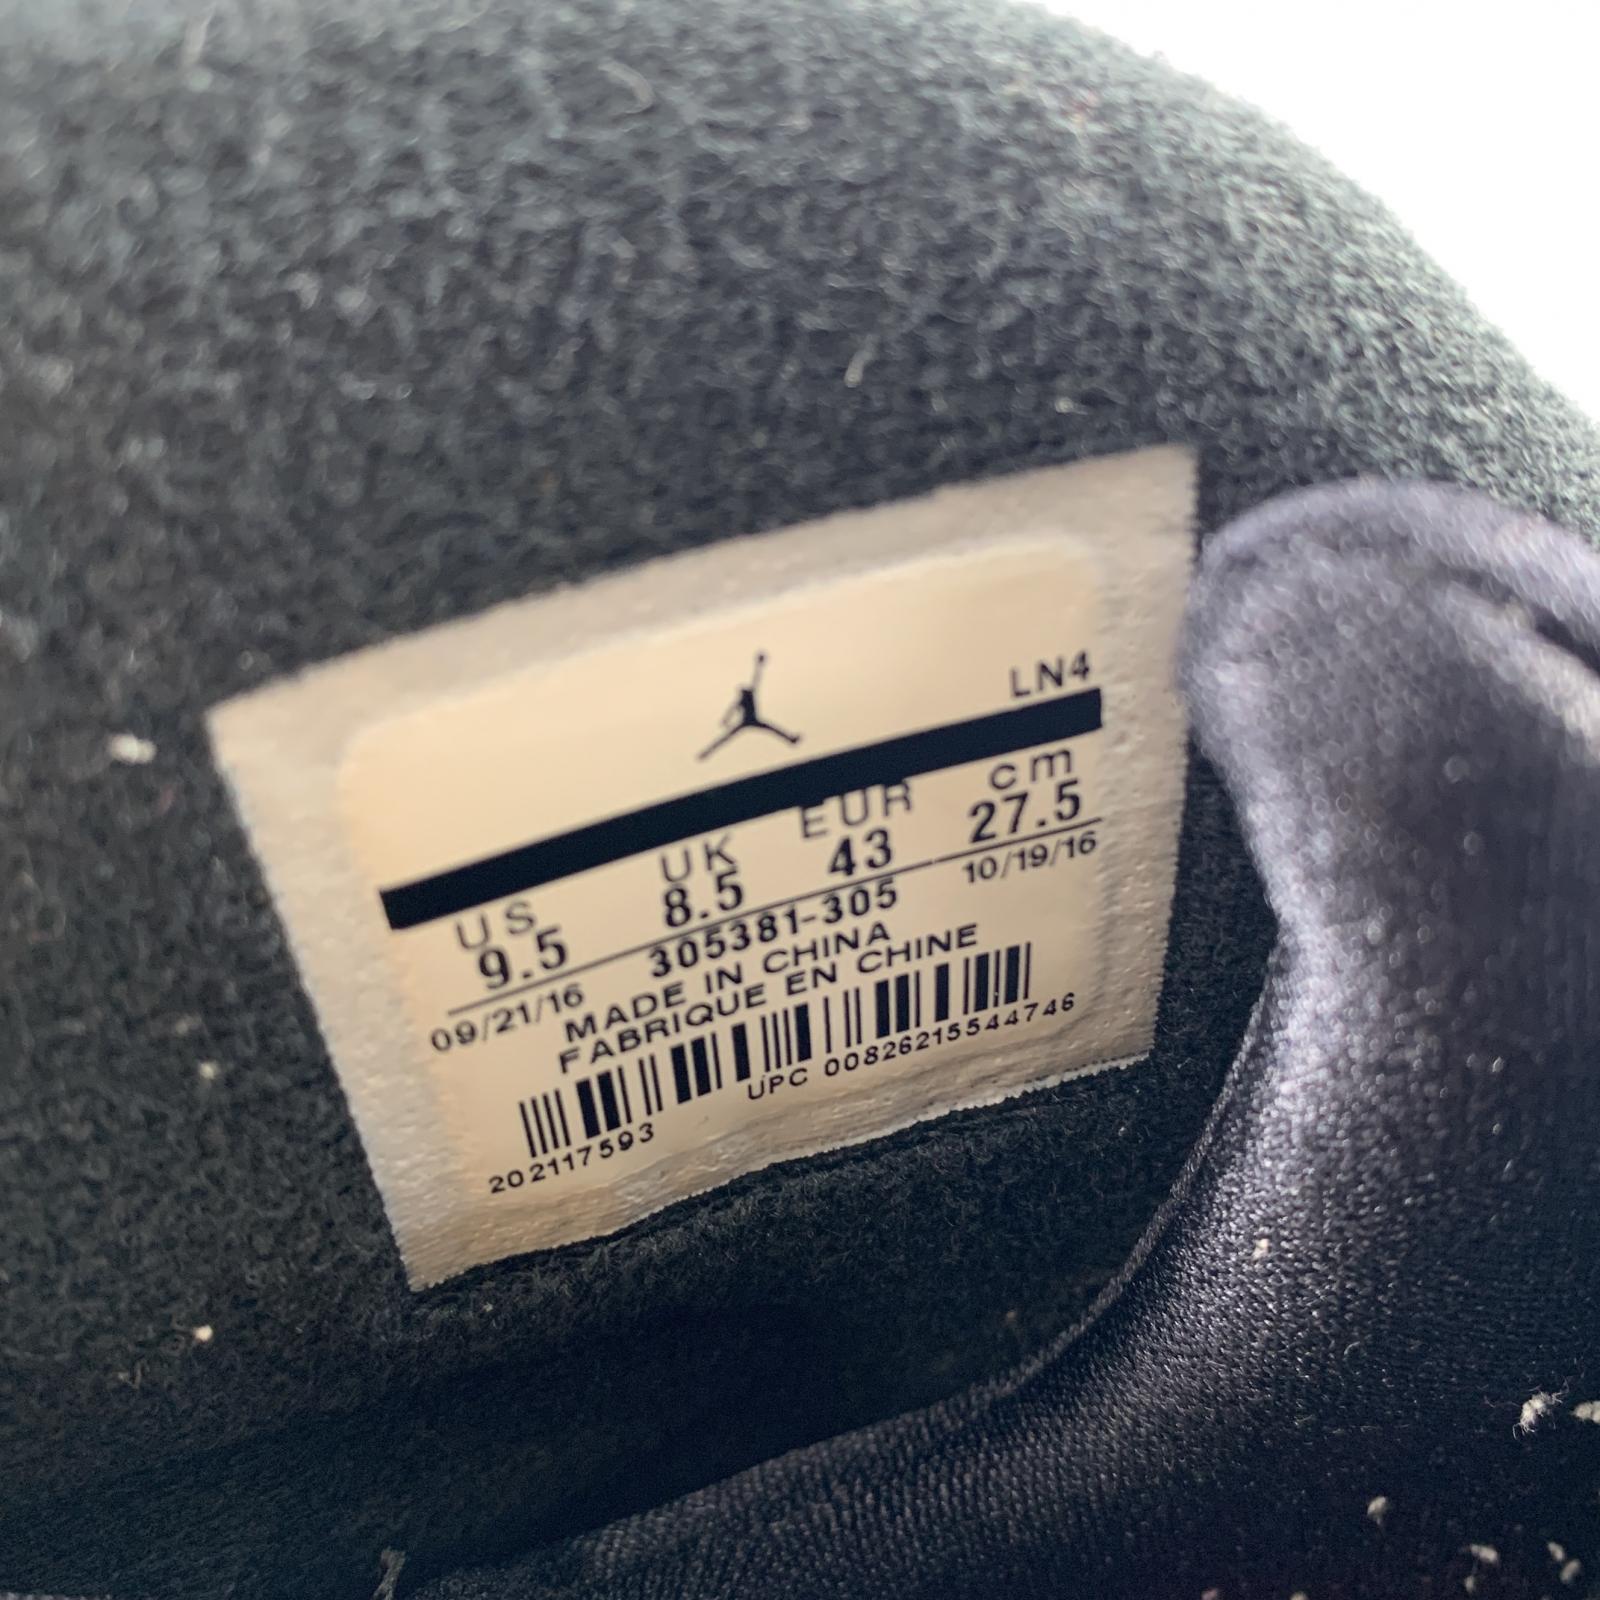 LN4
US UK EUR cm
9.5 8.5 43 27.5
09/21/16 305381-305 10/19/16
MADE IN CHINA
FABRIQUE EN CHINE
UPC 00826215544746
202117593